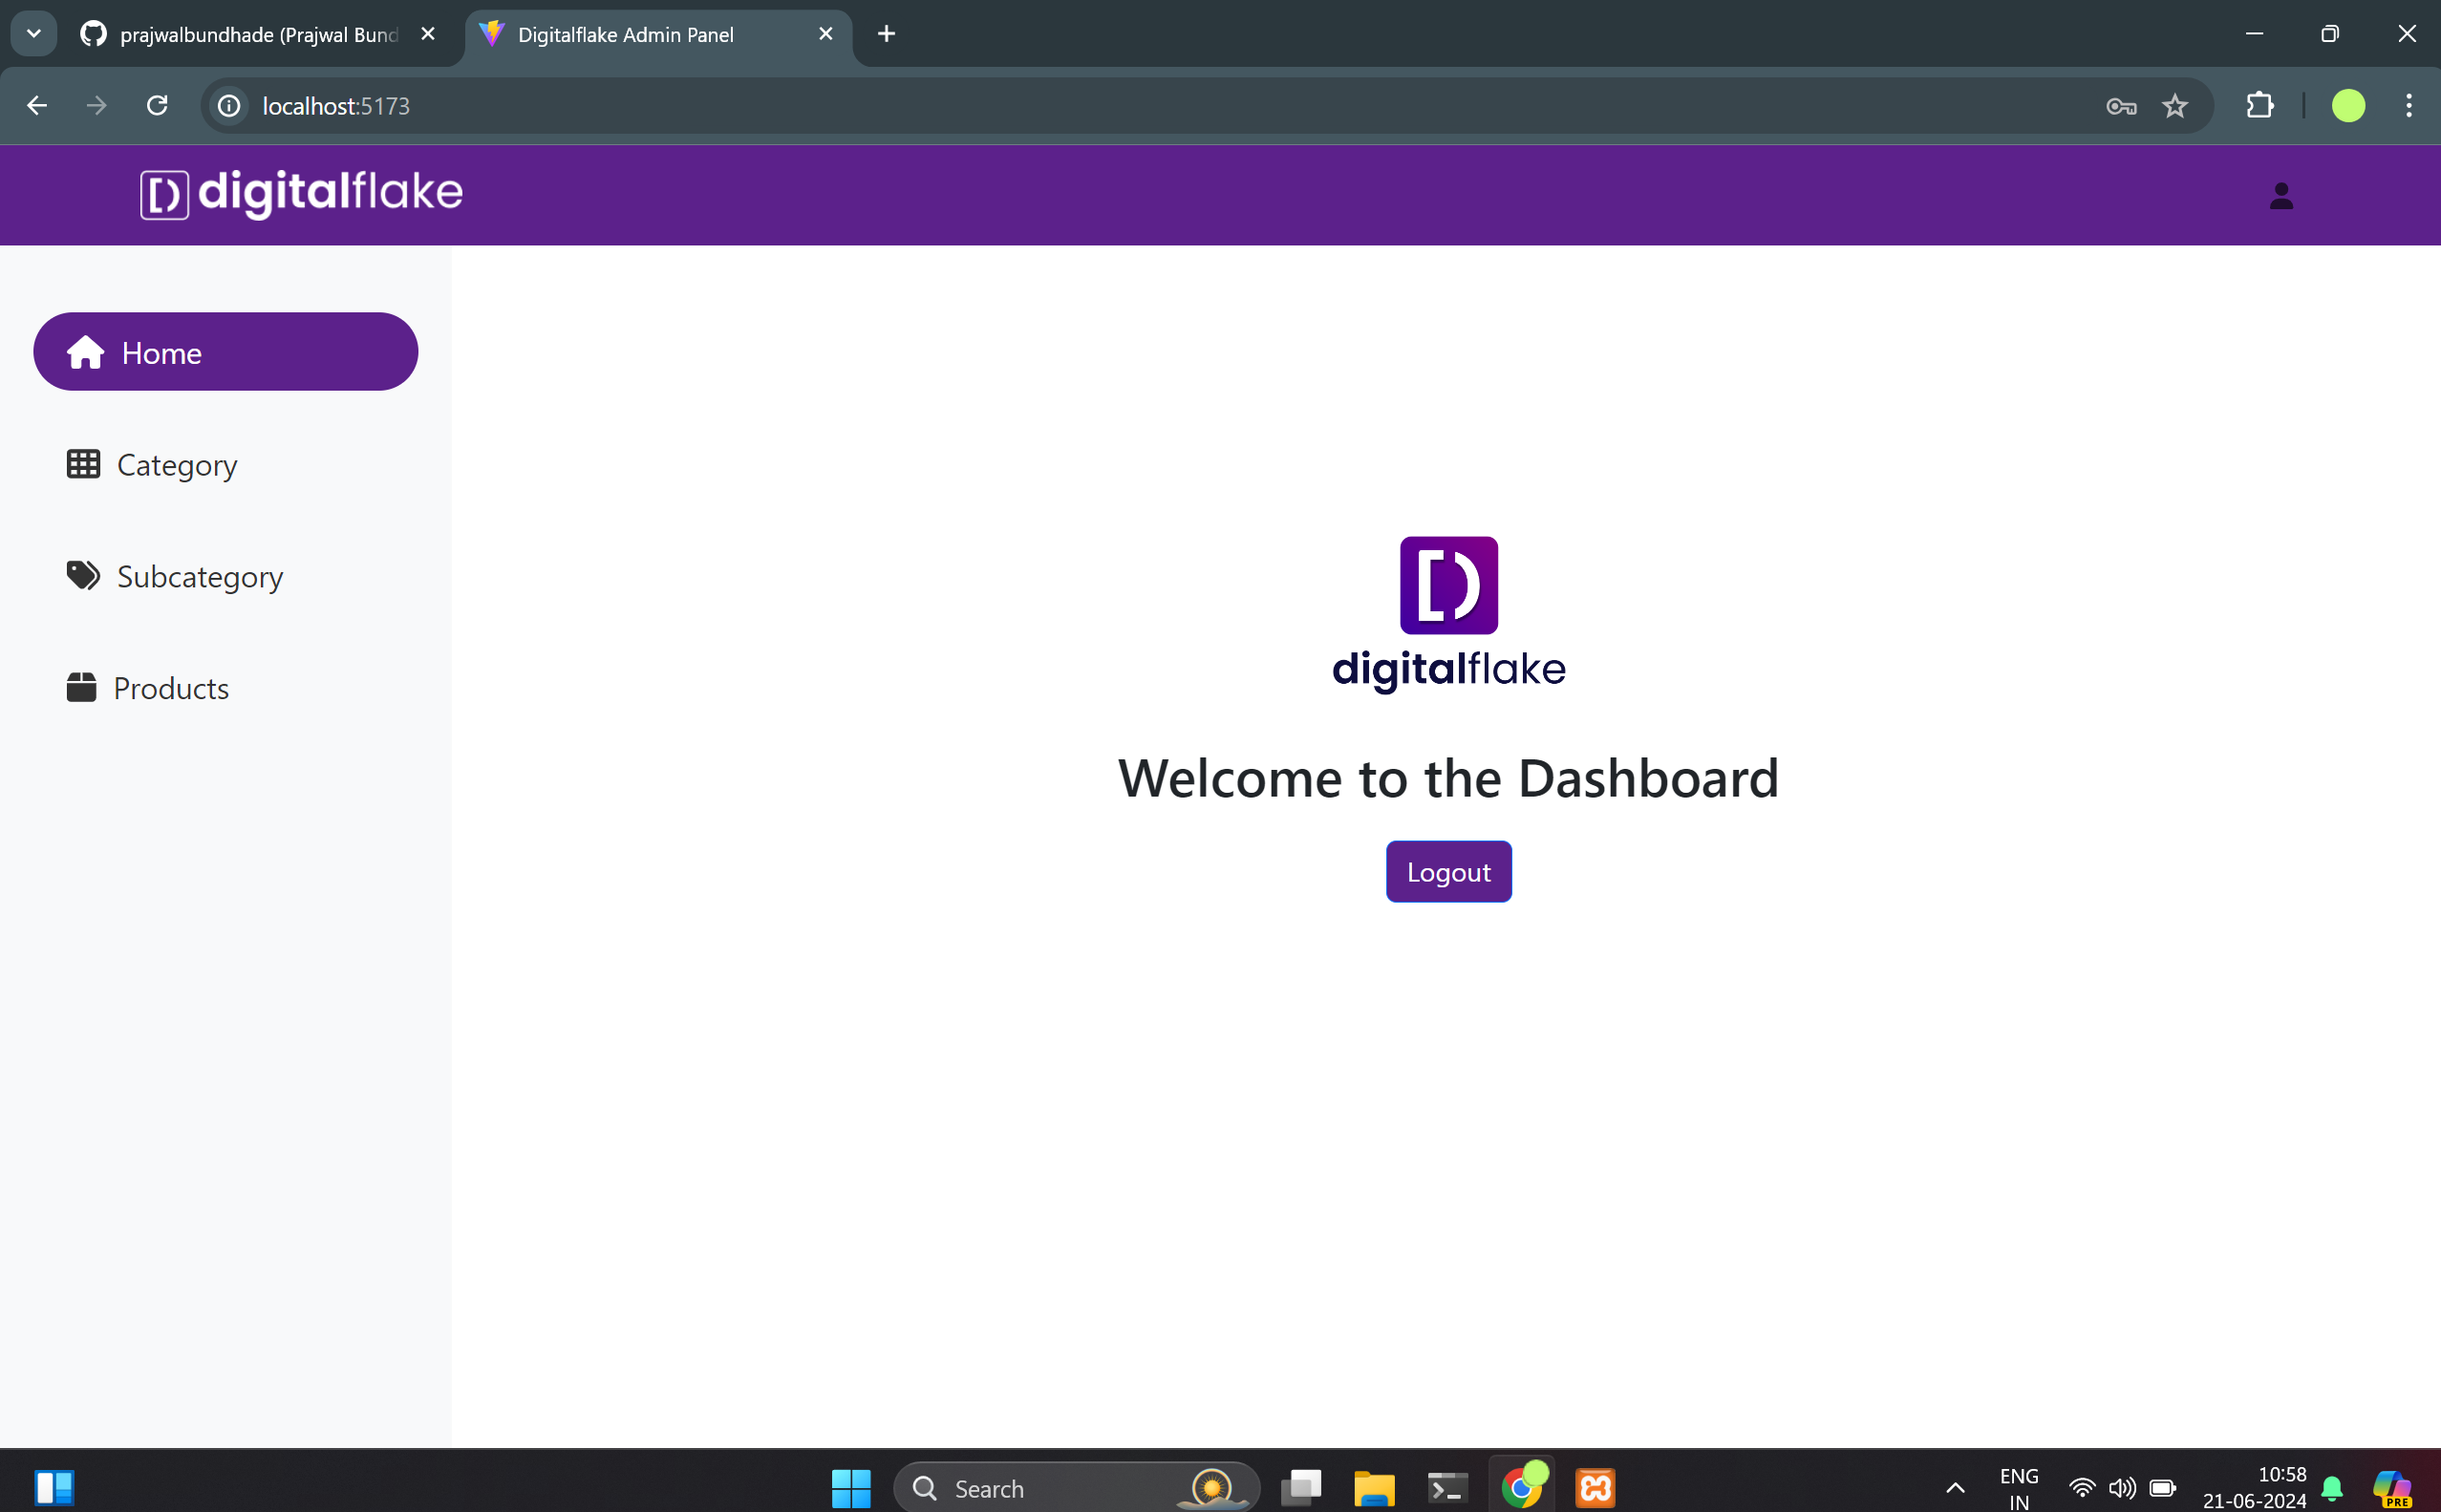 prajwalbundhade (Prajwal Bund
Digitalflake Admin Panel
localhost:5173
digitalflake
Home
Category
Subcategory
Products
digitalflake
Welcome to the Dashboard
Logout
Search
ENG
IN
10:58
21-06-2024
PRE